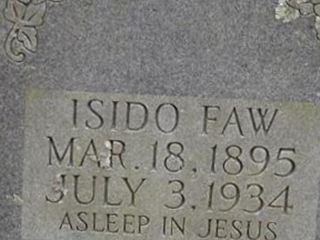 ISIDO FAW
MAR. 18, 1895
JULY 3, 1934
ASLEEP IN JESUS